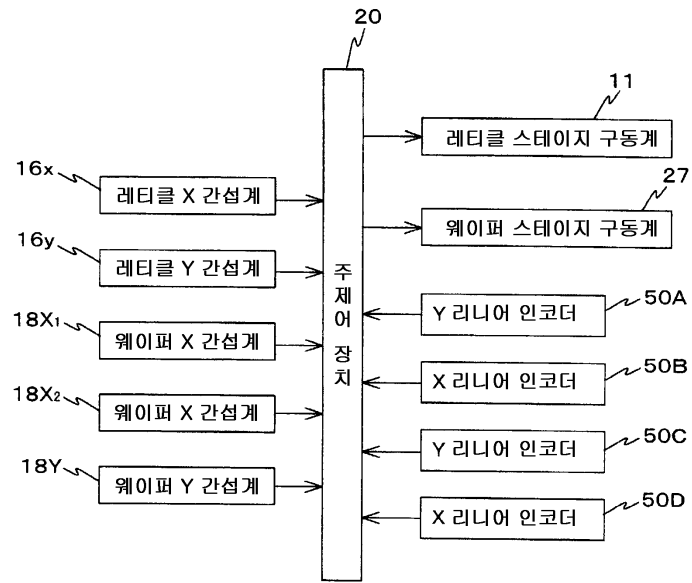 20
11
레티클 스테이지 구동계
16x
27
레티클 X 간섭계
웨이퍼 스테이지 구동계
16y
레티클 Y 간섭계
주제어 장치
50A
Y 리니어 인코더
18X₁
웨이퍼 X 간섭계
50B
X 리니어 인코더
18X₂
웨이퍼 X 간섭계
50C
Y 리니어 인코더
18Y
웨이퍼 Y 간섭계
50D
X 리니어 인코더